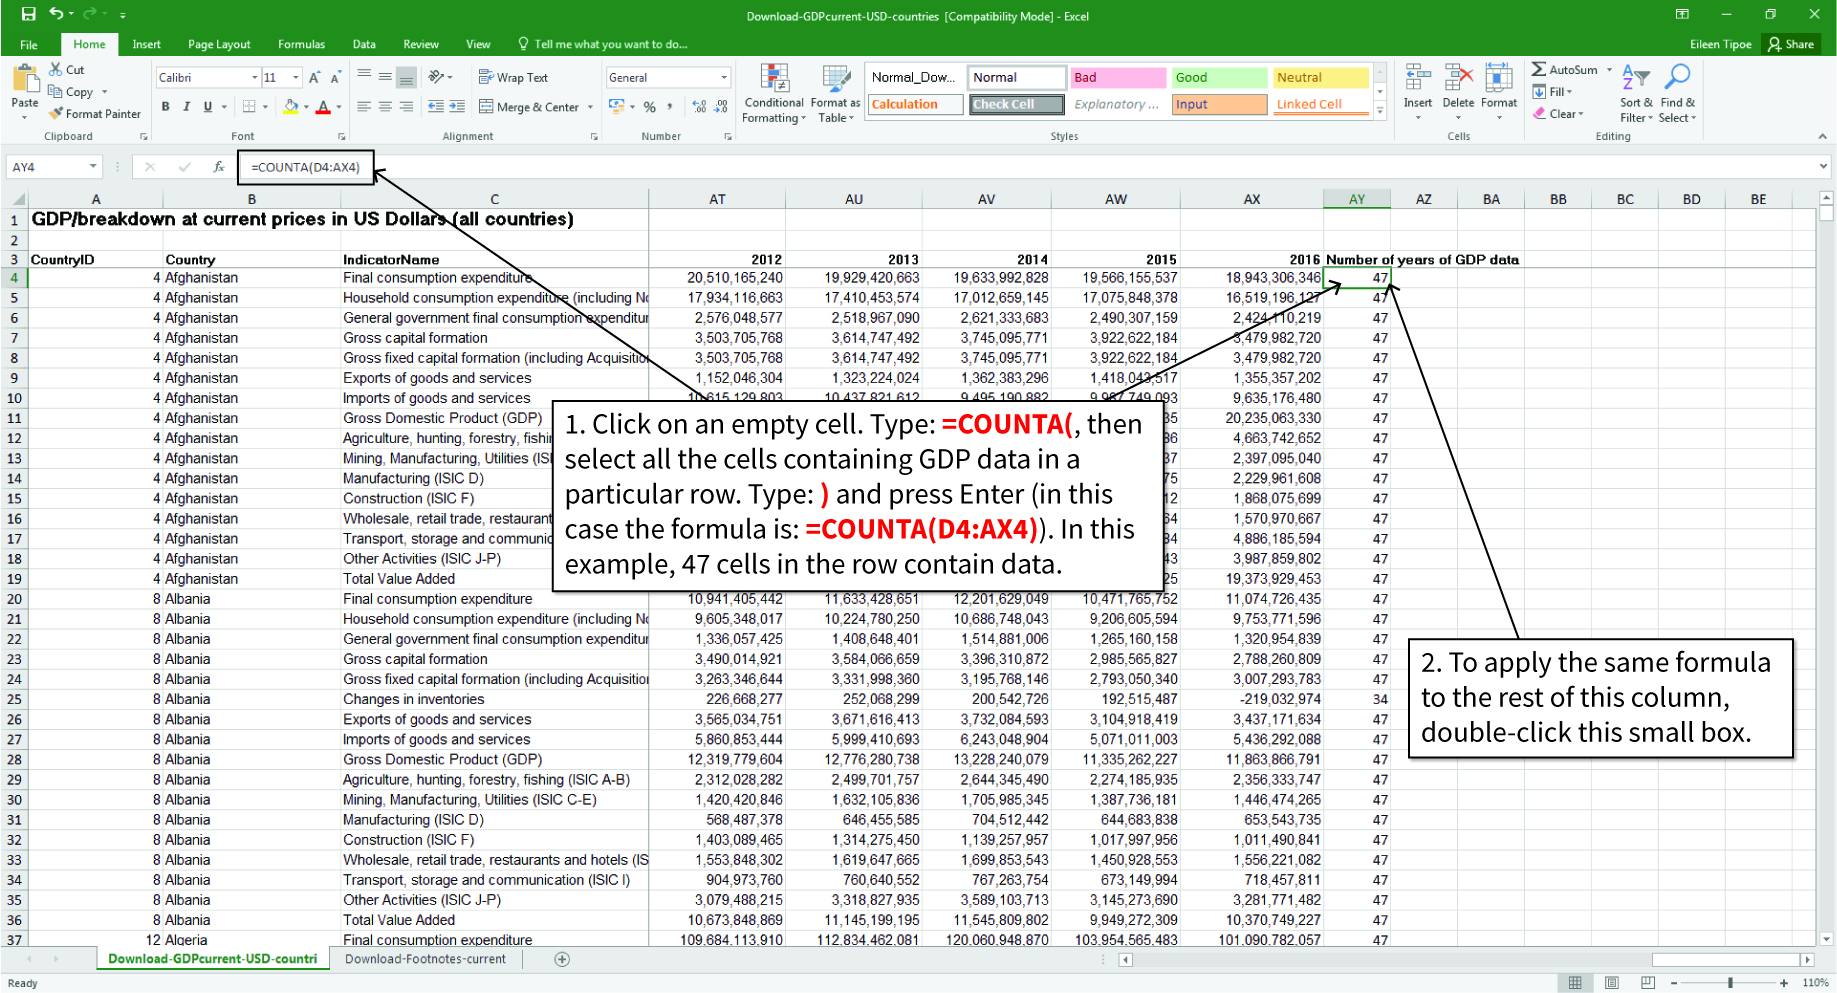 Download-GDPcurrent-USD-countries [Compatibility Mode] - Excel
File Home Insert Page Layout Formulas Data Review View Tell me what you want to do... Eileen Tipoe Share
Paste Cut Copy Format Painter Clipboard
Calibri 11 B I U A Font
Wrap Text Merge & Center Alignment
General % Number
Conditional Formatting Format as Table
Normal_Dow... Normal Bad Good Neutral
Calculation Check Cell Explanatory ... Input Linked Cell
Styles
Insert Delete Format Cells
AutoSum Fill Clear Sort & Filter Find & Select Editing
AY4 fx =COUNTA(D4:AX4)
A B C AT AU AV AW AX AY AZ BA BB BC BD BE
1 GDP/breakdown at current prices in US Dollars (all countries)
2
3 CountryID Country IndicatorName 2012 2013 2014 2015 2016 Number of years of GDP data
4 4 Afghanistan Final consumption expenditure 20,510,165,240 19,929,420,663 19,633,992,828 19,566,155,537 18,943,306,346 47
5 4 Afghanistan Household consumption expenditure (including No 17,934,116,663 17,410,453,574 17,012,659,145 17,075,848,378 16,519,196,127 47
6 4 Afghanistan General government final consumption expenditur 2,576,048,577 2,518,967,090 2,621,333,683 2,490,307,159 2,424,110,219 47
7 4 Afghanistan Gross capital formation 3,503,705,768 3,614,747,492 3,745,095,771 3,922,622,184 3,479,982,720 47
8 4 Afghanistan Gross fixed capital formation (including Acquisitio 3,503,705,768 3,614,747,492 3,745,095,771 3,922,622,184 3,479,982,720 47
9 4 Afghanistan Exports of goods and services 1,152,046,304 1,323,224,024 1,362,383,296 1,418,043,517 1,355,357,202 47
10 4 Afghanistan Imports of goods and services 10,615,129,803 10,437,821,612 9,495,190,882 9,967,749,093 9,635,176,480 47
11 4 Afghanistan Gross Domestic Product (GDP) 35 20,235,063,330 47
12 4 Afghanistan Agriculture, hunting, forestry, fishin 36 4,663,742,652 47
13 4 Afghanistan Mining, Manufacturing, Utilities (ISI 37 2,397,095,040 47
14 4 Afghanistan Manufacturing (ISIC D) 75 2,229,961,608 47
15 4 Afghanistan Construction (ISIC F) 12 1,868,075,699 47
16 4 Afghanistan Wholesale, retail trade, restaurant 64 1,570,970,667 47
17 4 Afghanistan Transport, storage and communic 34 4,886,185,594 47
18 4 Afghanistan Other Activities (ISIC J-P) 43 3,987,859,802 47
19 4 Afghanistan Total Value Added 25 19,373,929,453 47
1. Click on an empty cell. Type: =COUNTA(, then
select all the cells containing GDP data in a
particular row. Type: ) and press Enter (in this
case the formula is: =COUNTA(D4:AX4)). In this
example, 47 cells in the row contain data.
20 8 Albania Final consumption expenditure 10,941,405,442 11,633,428,651 12,201,629,049 10,471,765,752 11,074,726,435 47
21 8 Albania Household consumption expenditure (including No 9,605,348,017 10,224,780,250 10,686,748,043 9,206,605,594 9,753,771,596 47
22 8 Albania General government final consumption expenditur 1,336,057,425 1,408,648,401 1,514,881,006 1,265,160,158 1,320,954,839 47
23 8 Albania Gross capital formation 3,490,014,921 3,584,066,659 3,396,310,872 2,985,565,827 2,788,260,809 47
24 8 Albania Gross fixed capital formation (including Acquisitio 3,263,346,644 3,331,998,360 3,195,768,146 2,793,050,340 3,007,293,783 47
25 8 Albania Changes in inventories 226,668,277 252,068,299 200,542,726 192,515,487 -219,032,974 34
26 8 Albania Exports of goods and services 3,565,034,751 3,671,616,413 3,732,084,593 3,104,918,419 3,437,171,634 47
27 8 Albania Imports of goods and services 5,860,853,444 5,999,410,693 6,243,048,904 5,071,011,003 5,436,292,088 47
28 8 Albania Gross Domestic Product (GDP) 12,319,779,604 12,776,280,738 13,228,240,079 11,335,262,227 11,863,866,791 47
29 8 Albania Agriculture, hunting, forestry, fishing (ISIC A-B) 2,312,028,282 2,499,701,757 2,644,345,490 2,274,185,935 2,356,333,747 47
30 8 Albania Mining, Manufacturing, Utilities (ISIC C-E) 1,420,420,846 1,632,105,836 1,705,985,345 1,387,736,181 1,446,474,265 47
31 8 Albania Manufacturing (ISIC D) 568,487,378 646,455,585 704,512,442 644,683,838 653,543,735 47
32 8 Albania Construction (ISIC F) 1,403,089,465 1,314,275,450 1,139,257,957 1,017,997,956 1,011,490,841 47
33 8 Albania Wholesale, retail trade, restaurants and hotels (IS 1,553,848,302 1,619,647,665 1,699,853,543 1,450,928,553 1,556,221,082 47
34 8 Albania Transport, storage and communication (ISIC I) 904,973,760 760,640,552 767,263,754 673,149,994 718,457,811 47
35 8 Albania Other Activities (ISIC J-P) 3,079,488,215 3,318,827,935 3,589,103,713 3,145,273,690 3,281,771,482 47
36 8 Albania Total Value Added 10,673,848,869 11,145,199,195 11,545,809,802 9,949,272,309 10,370,749,227 47
37 12 Algeria Final consumption expenditure 109,684,113,910 112,834,462,081 120,060,948,870 103,954,565,483 101,090,782,057 47
2. To apply the same formula
to the rest of this column,
double-click this small box.
Download-GDPcurrent-USD-countri Download-Footnotes-current
Ready 110%